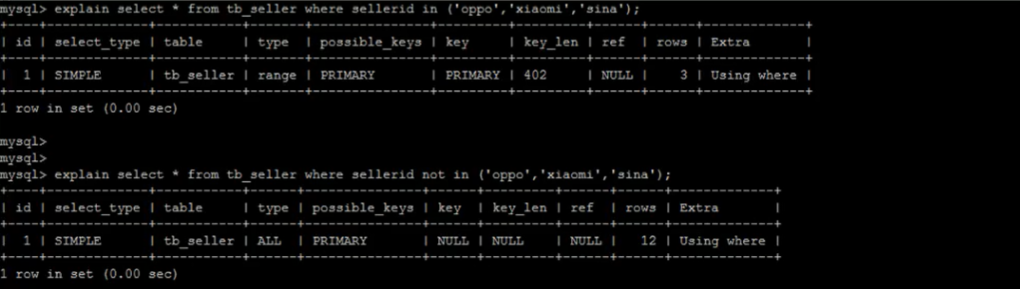 mysql> explain select * from tb_seller where sellerid in ('oppo','xiaomi','sina');
+----+-------------+-----------+-------+---------------+---------+---------+------+------+-------------+
| id | select_type | table     | type  | possible_keys | key     | key_len | ref  | rows | Extra       |
+----+-------------+-----------+-------+---------------+---------+---------+------+------+-------------+
| 1 | SIMPLE      | tb_seller | range | PRIMARY       | PRIMARY | 402     | NULL |    3 | Using where |
+----+-------------+-----------+-------+---------------+---------+---------+------+------+-------------+
1 row in set (0.00 sec)
mysql>
mysql>
mysql> explain select * from tb_seller where sellerid not in ('oppo','xiaomi','sina');
+----+-------------+-----------+------+---------------+------+---------+------+------+-------------+
| id | select_type | table     | type | possible_keys | key  | key_len | ref  | rows | Extra       |
+----+-------------+-----------+------+---------------+------+---------+------+------+-------------+
| 1 | SIMPLE      | tb_seller | ALL  | PRIMARY       | NULL | NULL    | NULL |   12 | Using where |
+----+-------------+-----------+------+---------------+------+---------+------+------+-------------+
1 row in set (0.00 sec)